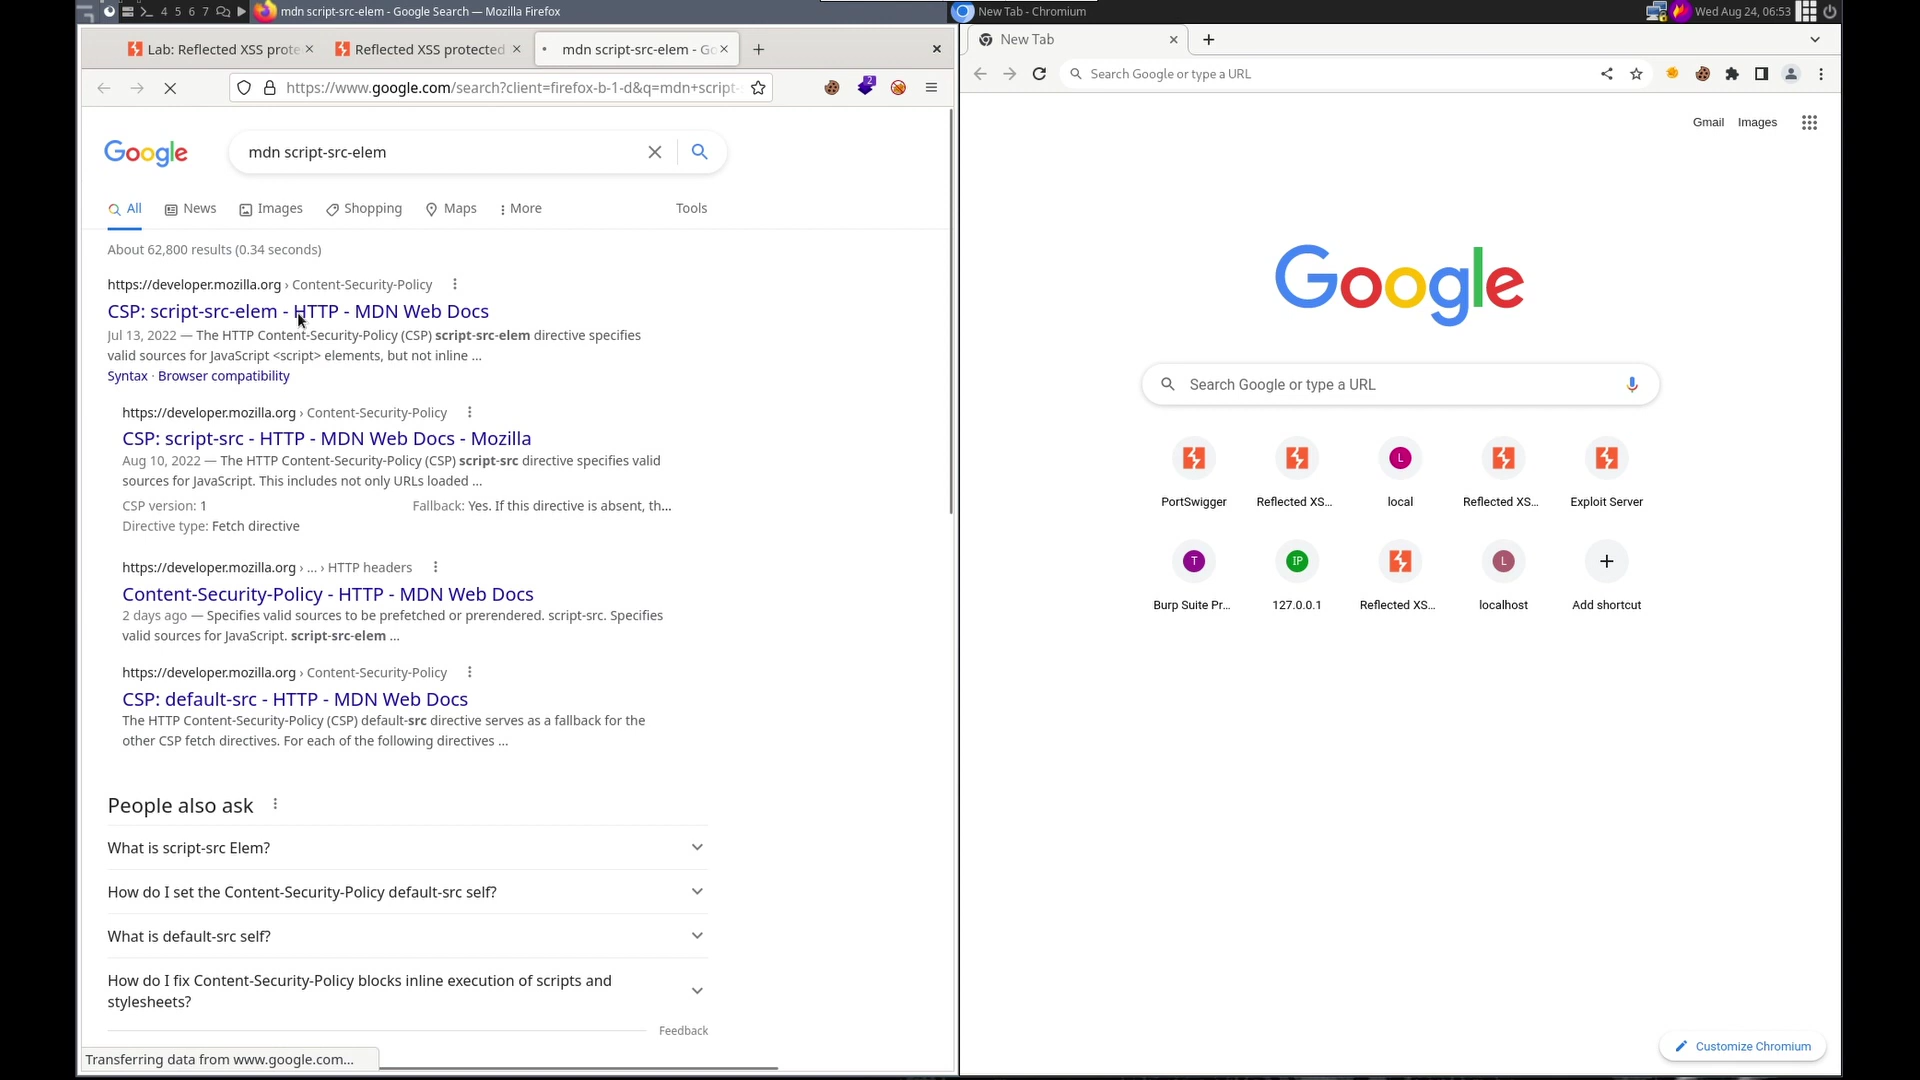 4 5 6 7
mdn script-src-elem - Google Search — Mozilla Firefox
New Tab - Chromium
Wed Aug 24, 06:53
Lab: Reflected XSS prote
Reflected XSS protected
mdn script-src-elem - Go
New Tab
https://www.google.com/search?client=firefox-b-1-d&q=mdn+script-
2
Search Google or type a URL
Gmail
Images
Google
mdn script-src-elem
All
News
Images
Shopping
Maps
More
Tools
About 62,800 results (0.34 seconds)
https://developer.mozilla.org › Content-Security-Policy
CSP: script-src-elem - HTTP - MDN Web Docs
Jul 13, 2022 — The HTTP Content-Security-Policy (CSP) script-src-elem directive specifies
valid sources for JavaScript <script> elements, but not inline ...
Syntax · Browser compatibility
https://developer.mozilla.org › Content-Security-Policy
CSP: script-src - HTTP - MDN Web Docs - Mozilla
Aug 10, 2022 — The HTTP Content-Security-Policy (CSP) script-src directive specifies valid
sources for JavaScript. This includes not only URLs loaded ...
CSP version: 1
Fallback: Yes. If this directive is absent, th...
Directive type: Fetch directive
https://developer.mozilla.org › ... › HTTP headers
Content-Security-Policy - HTTP - MDN Web Docs
2 days ago — Specifies valid sources to be prefetched or prerendered. script-src. Specifies
valid sources for JavaScript. script-src-elem ...
https://developer.mozilla.org › Content-Security-Policy
CSP: default-src - HTTP - MDN Web Docs
The HTTP Content-Security-Policy (CSP) default-src directive serves as a fallback for the
other CSP fetch directives. For each of the following directives ...
People also ask
What is script-src Elem?
How do I set the Content-Security-Policy default-src self?
What is default-src self?
How do I fix Content-Security-Policy blocks inline execution of scripts and
stylesheets?
Feedback
Transferring data from www.google.com...
Google
Search Google or type a URL
L
PortSwigger
Reflected XS...
local
Reflected XS...
Exploit Server
T
IP
L
Burp Suite Pr...
127.0.0.1
Reflected XS...
localhost
Add shortcut
Customize Chromium